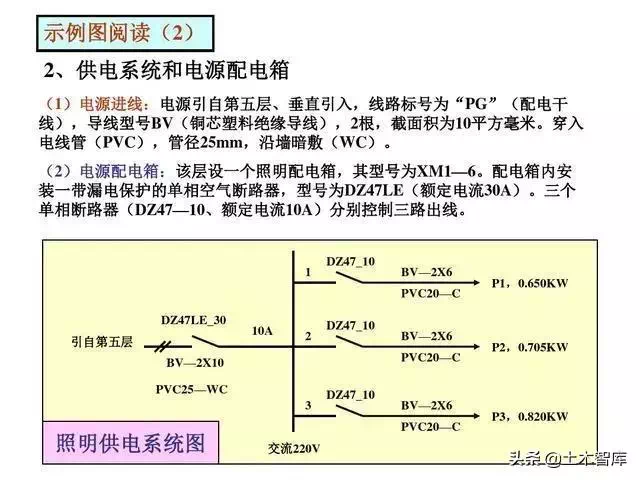 示例图阅读（2）
2、供电系统和电源配电箱
（1）电源进线：电源引自第五层、垂直引入，线路标号为“PG”（配电干
线），导线型号BV（铜芯塑料绝缘导线），2根，截面积为10平方毫米。穿入
电线管（PVC），管径25mm，沿墙暗敷（WC）。
（2）电源配电箱：该层设一个照明配电箱，其型号为XM1—6。配电箱内安
装一带漏电保护的单相空气断路器，型号为DZ47LE（额定电流30A）。三个
单相断路器（DZ47—10、额定电流10A）分别控制三路出线。
引自第五层
DZ47LE_30
BV—2X10
PVC25—WC
10A
交流220V
1
DZ47_10
BV—2X6
PVC20—C
P1，0.650KW
2
DZ47_10
BV—2X6
PVC20—C
P2，0.705KW
3
DZ47_10
BV—2X6
PVC20—C
P3，0.820KW
照明供电系统图
头条@土木智库